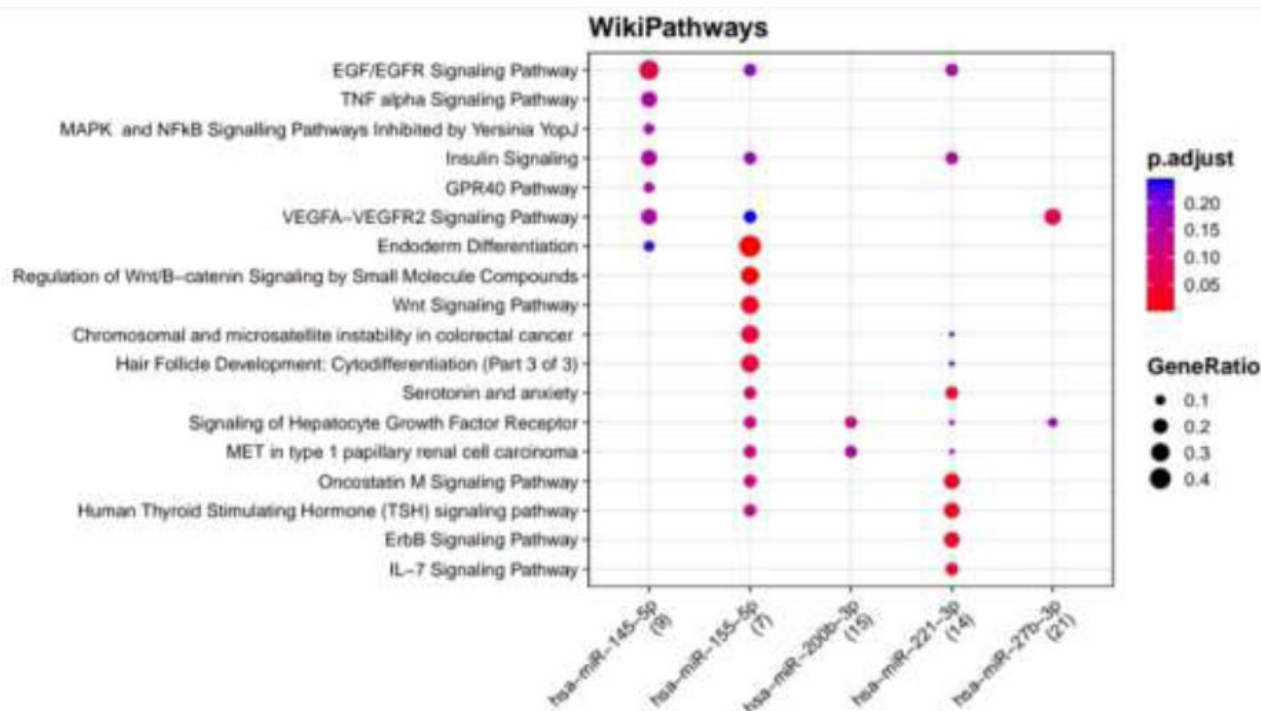 WikiPathways
EGF/EGFR Signaling Pathway
TNF alpha Signaling Pathway
MAPK and NFkB Signalling Pathways Inhibited by Yersinia YopJ
Insulin Signaling
GPR40 Pathway
VEGFA-VEGFR2 Signaling Pathway
Endoderm Differentiation
Regulation of Wnt/B-catenin Signaling by Small Molecule Compounds
Wnt Signaling Pathway
Chromosomal and microsatellite instability in colorectal cancer
Hair Follicle Development: Cytodifferentiation (Part 3 of 3)
Serotonin and anxiety
Signaling of Hepatocyte Growth Factor Receptor
MET in type 1 papillary renal cell carcinoma
Oncostatin M Signaling Pathway
Human Thyroid Stimulating Hormone (TSH) signaling pathway
ErbB Signaling Pathway
IL-7 Signaling Pathway
hsa-miR-145-5p
(9)
hsa-miR-155-5p
(7)
hsa-miR-200b-3p
(15)
hsa-miR-221-3p
(14)
hsa-miR-27b-3p
(21)
p.adjust
0.20
0.15
0.10
0.05
GeneRatio
0.1
0.2
0.3
0.4